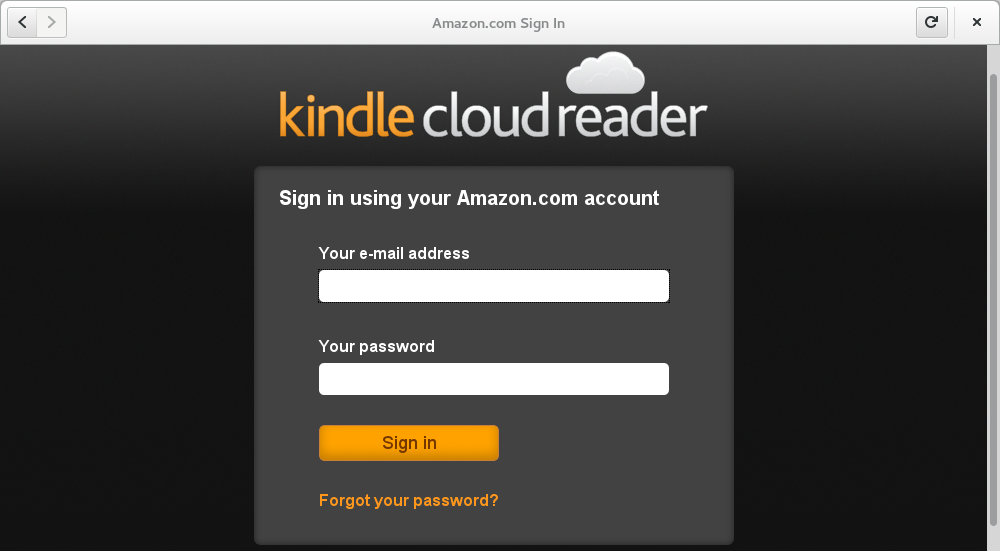 Amazon.com Sign In
kindle cloud reader
Sign in using your Amazon.com account
Your e-mail address
Your password
Sign in
Forgot your password?